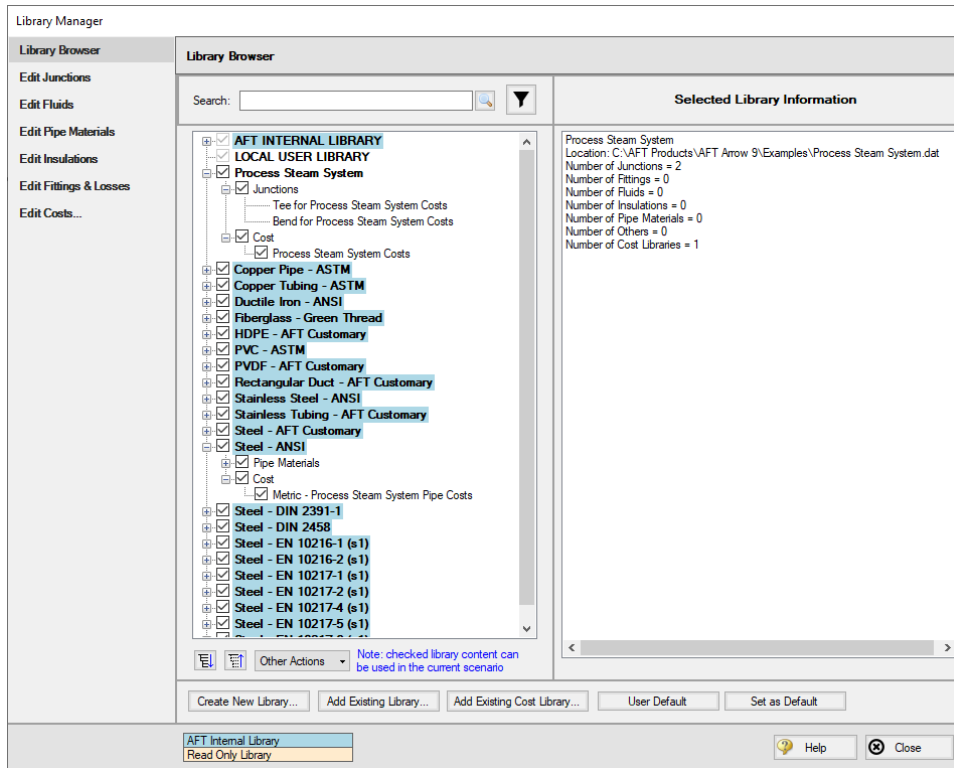 Library Manager
Library Browser
Edit Junctions
Edit Fluids
Edit Pipe Materials
Edit Insulations
Edit Fittings & Losses
Edit Costs...
Library Browser
Search:
AFT INTERNAL LIBRARY
LOCAL USER LIBRARY
Process Steam System
Junctions
Tee for Process Steam System Costs
Bend for Process Steam System Costs
Cost
Process Steam System Costs
Copper Pipe - ASTM
Copper Tubing - ASTM
Ductile Iron - ANSI
Fiberglass - Green Thread
HDPE - AFT Customary
PVC - ASTM
PVDF - AFT Customary
Rectangular Duct - AFT Customary
Stainless Steel - ANSI
Stainless Tubing - AFT Customary
Steel - AFT Customary
Steel - ANSI
Pipe Materials
Cost
Metric - Process Steam System Pipe Costs
Steel - DIN 2391-1
Steel - DIN 2458
Steel - EN 10216-1 (s1)
Steel - EN 10216-2 (s1)
Steel - EN 10217-1 (s1)
Steel - EN 10217-2 (s1)
Steel - EN 10217-4 (s1)
Steel - EN 10217-5 (s1)
Other Actions
Note: checked library content can
be used in the current scenario
Selected Library Information
Process Steam System
Location: C:\AFT Products\AFT Arrow 9\Examples\Process Steam System.dat
Number of Junctions = 2
Number of Fittings = 0
Number of Fluids = 0
Number of Insulations = 0
Number of Pipe Materials = 0
Number of Others = 0
Number of Cost Libraries = 1
Create New Library...
Add Existing Library...
Add Existing Cost Library...
User Default
Set as Default
AFT Internal Library
Read Only Library
Help
Close